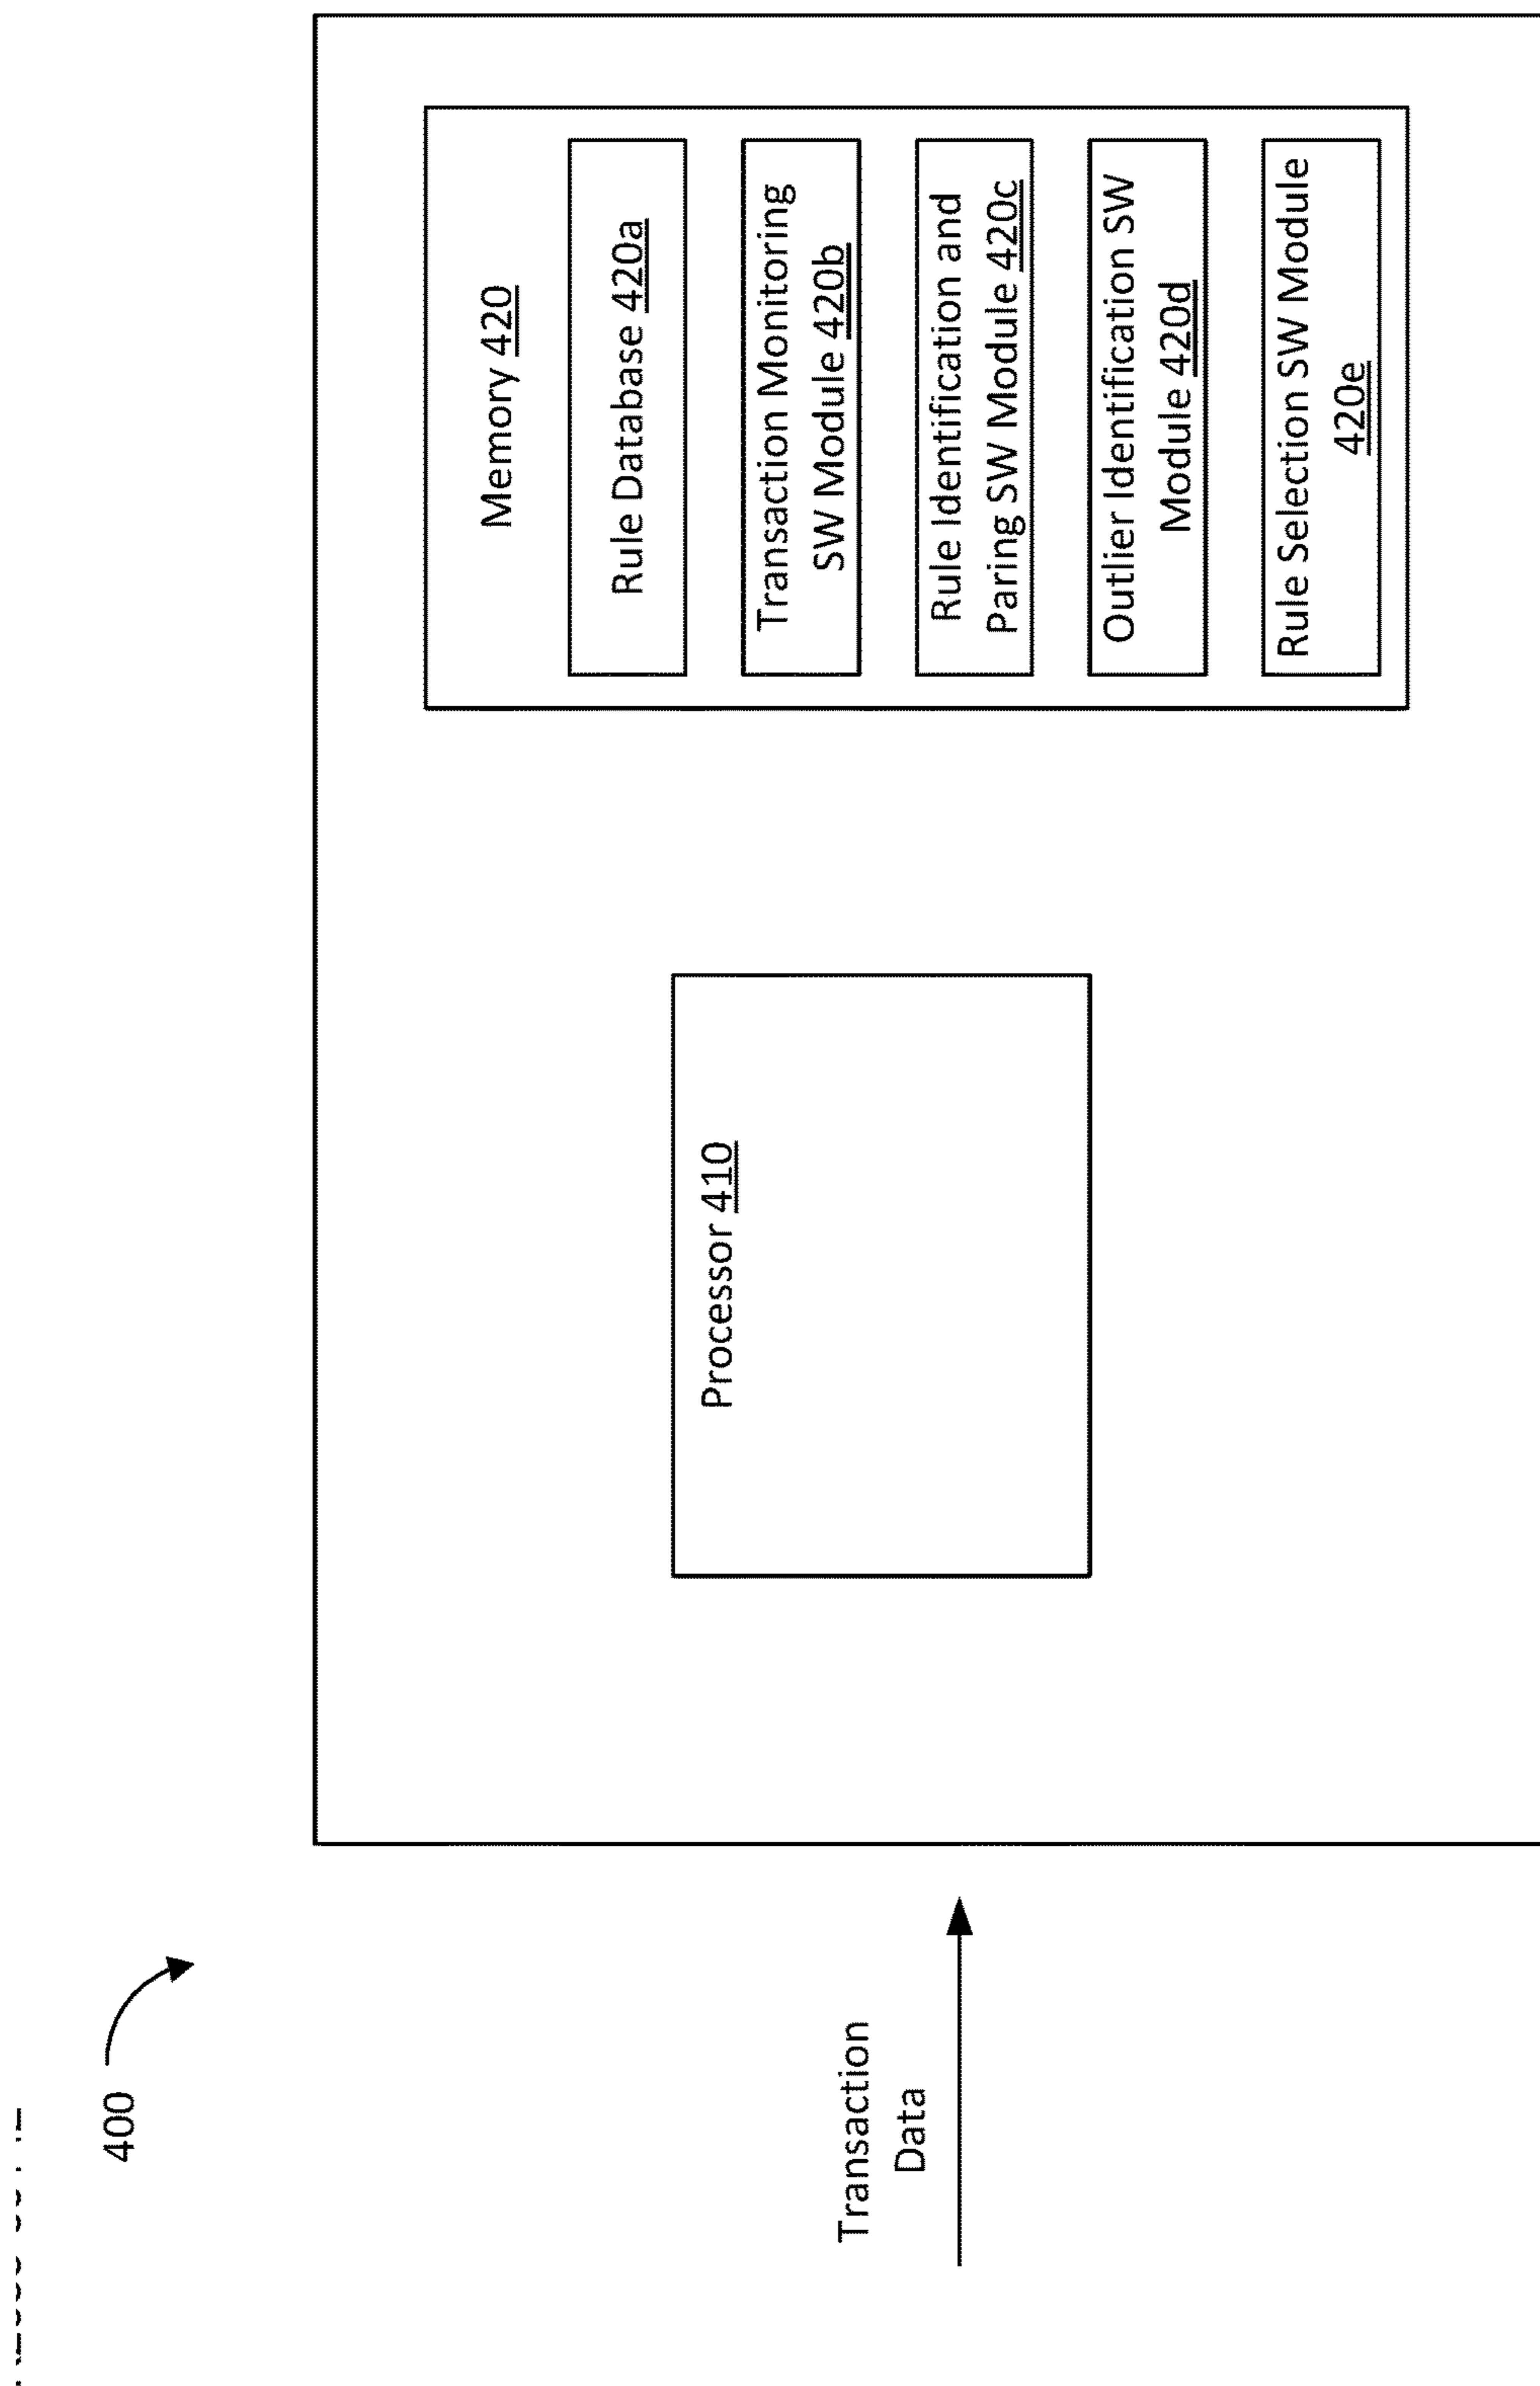 400
Transaction
Data
Processor 410
Memory 420
Rule Database 420a
Transaction Monitoring
SW Module 420b
Rule Identification and
Paring SW Module 420c
Outlier Identification SW
Module 420d
Rule Selection SW Module
420e